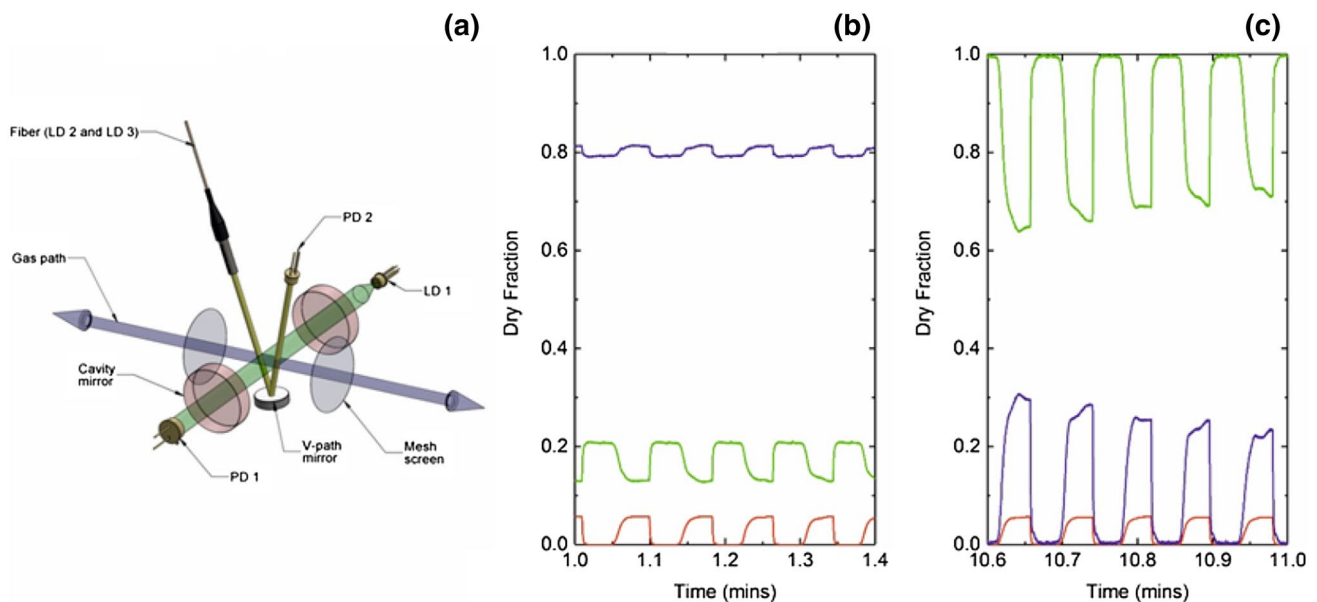 (a)
Fiber (LD 2 and LD 3)
PD 2
Gas path
LD 1
Cavity
mirror
PD 1
V-path
mirror
Mesh
screen
(b)
1.0
0.8
0.6
0.4
0.2
0.0
Dry Fraction
1.0
1.1
1.2
1.3
1.4
Time (mins)
(c)
1.0
0.8
0.6
0.4
0.2
0.0
Dry Fraction
10.6
10.7
10.8
10.9
11.0
Time (mins)